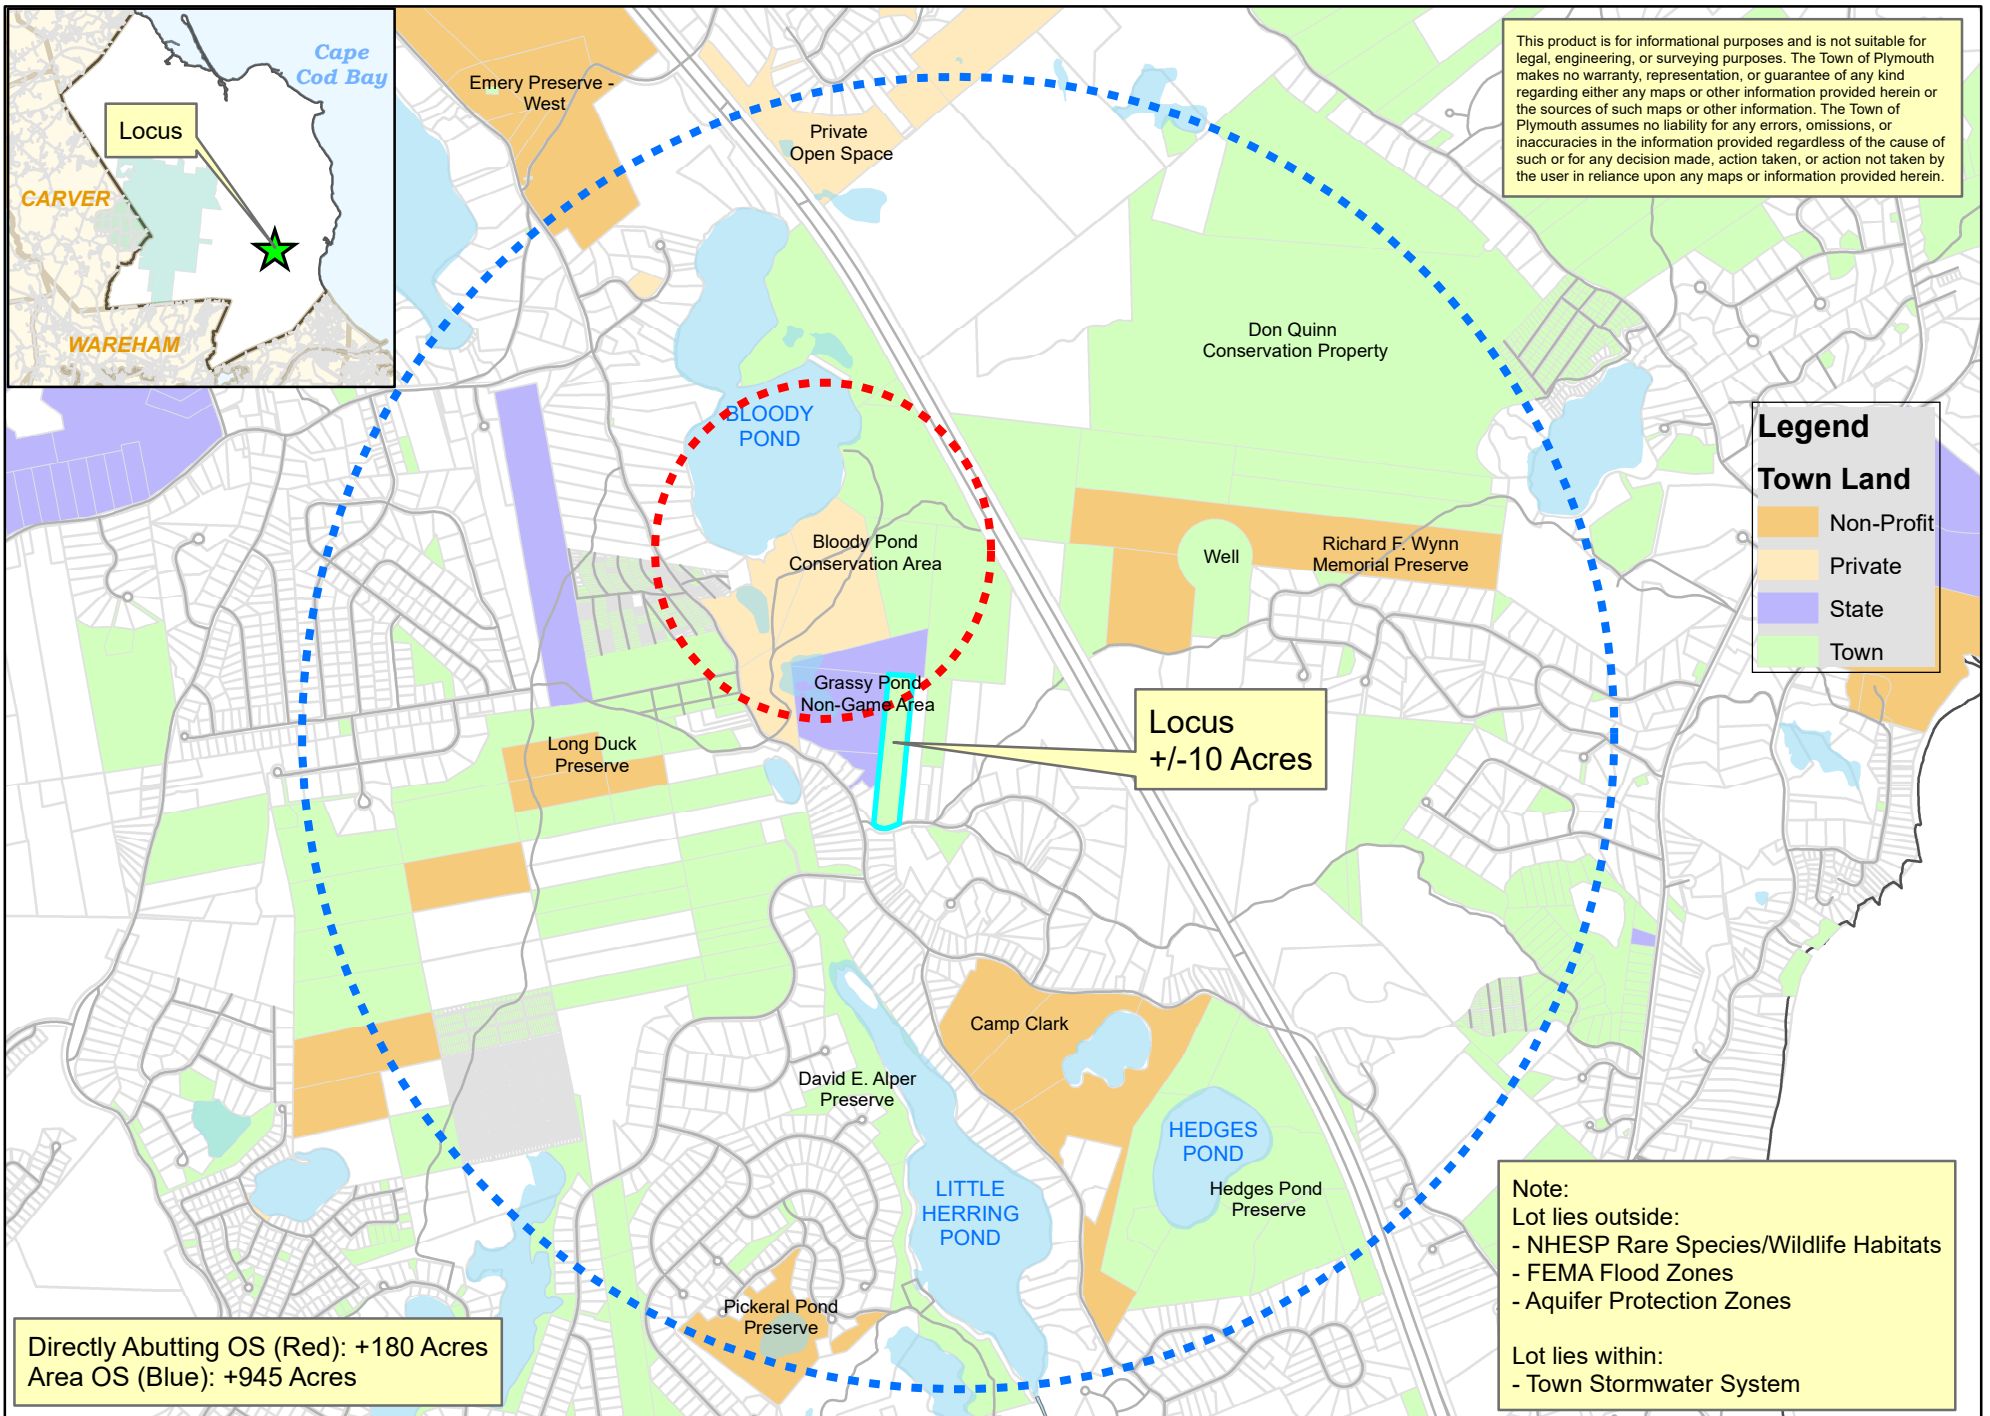 Cape
Cod Bay
Locus
CARVER
WAREHAM
Emery Preserve -
West
Private
Open Space
This product is for informational purposes and is not suitable for
legal, engineering, or surveying purposes. The Town of Plymouth
makes no warranty, representation, or guarantee of any kind
regarding either any maps or other information provided herein or
the sources of such maps or other information. The Town of
Plymouth assumes no liability for any errors, omissions, or
inaccuracies in the information provided regardless of the cause of
such or for any decision made, action taken, or action not taken by
the user in reliance upon any maps or information provided herein.
Don Quinn
Conservation Property
BLOODY
POND
Legend
Town Land
Non-Profit
Private
State
Town
Bloody Pond
Conservation Area
Well
Richard F. Wynn
Memorial Preserve
Grassy Pond
Non-Game Area
Locus
+/-10 Acres
Long Duck
Preserve
Camp Clark
David E. Alper
Preserve
HEDGES
POND
Hedges Pond
Preserve
LITTLE
HERRING
POND
Pickeral Pond
Preserve
Note:
Lot lies outside:
- NHESP Rare Species/Wildlife Habitats
- FEMA Flood Zones
- Aquifer Protection Zones
Lot lies within:
- Town Stormwater System
Directly Abutting OS (Red): +180 Acres
Area OS (Blue): +945 Acres